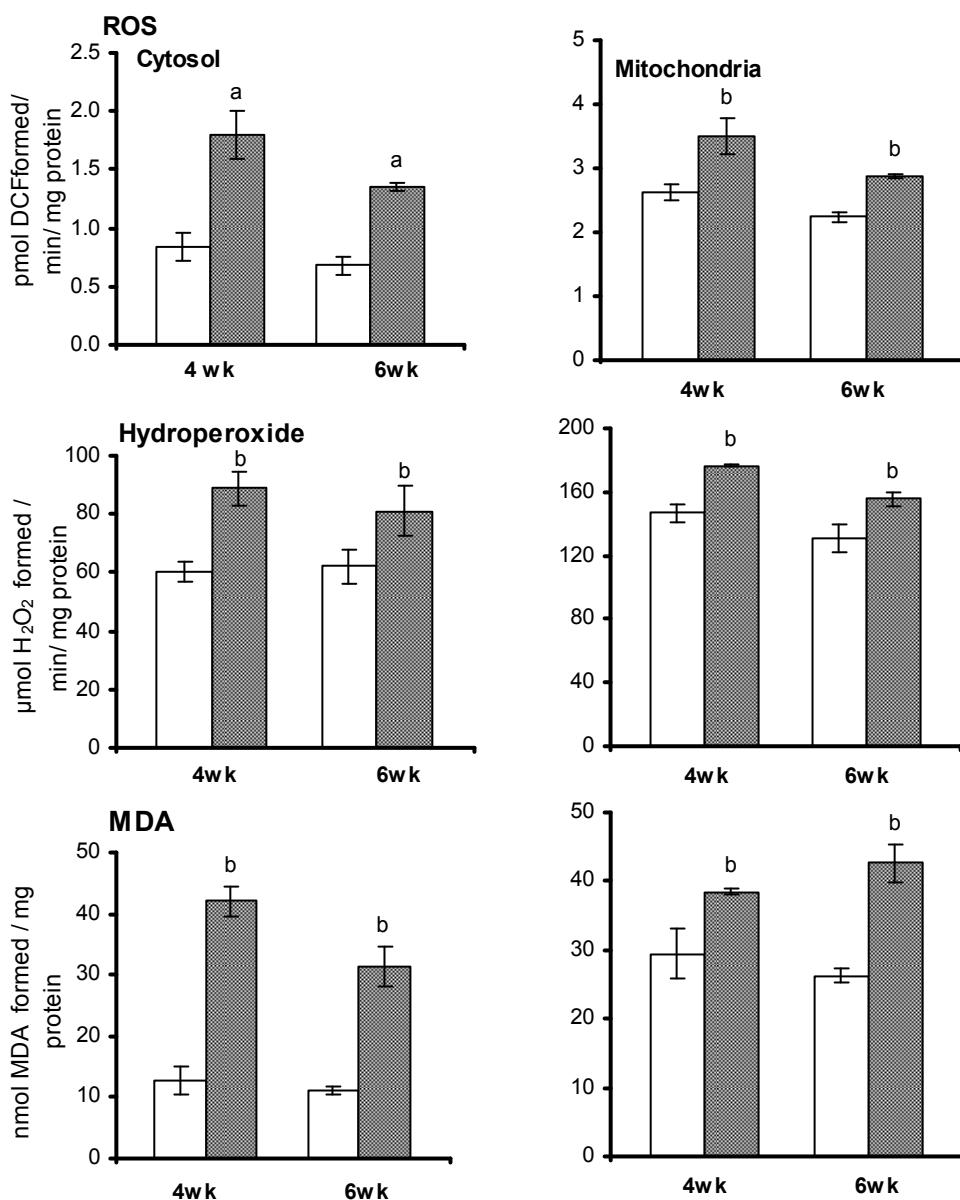 ROS
Cytosol
pmol DCFformed/
min/ mg protein
2.5
2.0
1.5
1.0
0.5
0.0
a
a
4 wk
6wk
Mitochondria
5
4
3
2
1
0
b
b
4wk
6wk
Hydroperoxide
µmol H₂O₂ formed /
min/ mg protein
100
80
60
40
20
0
b
b
4wk
6wk
200
160
120
80
40
0
b
b
4wk
6wk
MDA
nmol MDA formed / mg
protein
50
40
30
20
10
0
b
b
4wk
6wk
50
40
30
20
10
0
b
b
4wk
6wk